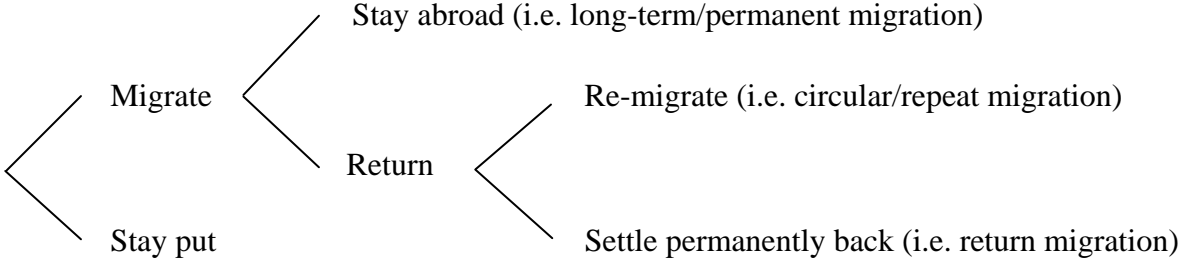 Stay abroad (i.e. long-term/permanent migration)
Migrate
Re-migrate (i.e. circular/repeat migration)
Return
Stay put
Settle permanently back (i.e. return migration)